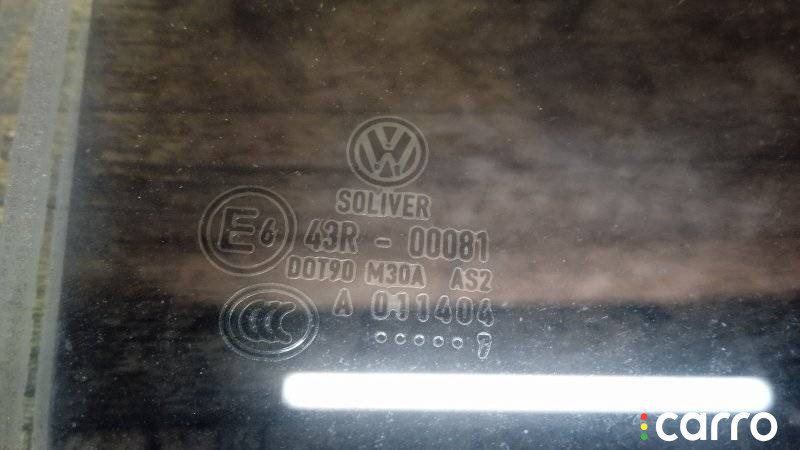 SOLIVER
E6 43R - 00081
DOT90 M30A AS2
A 011404
carro